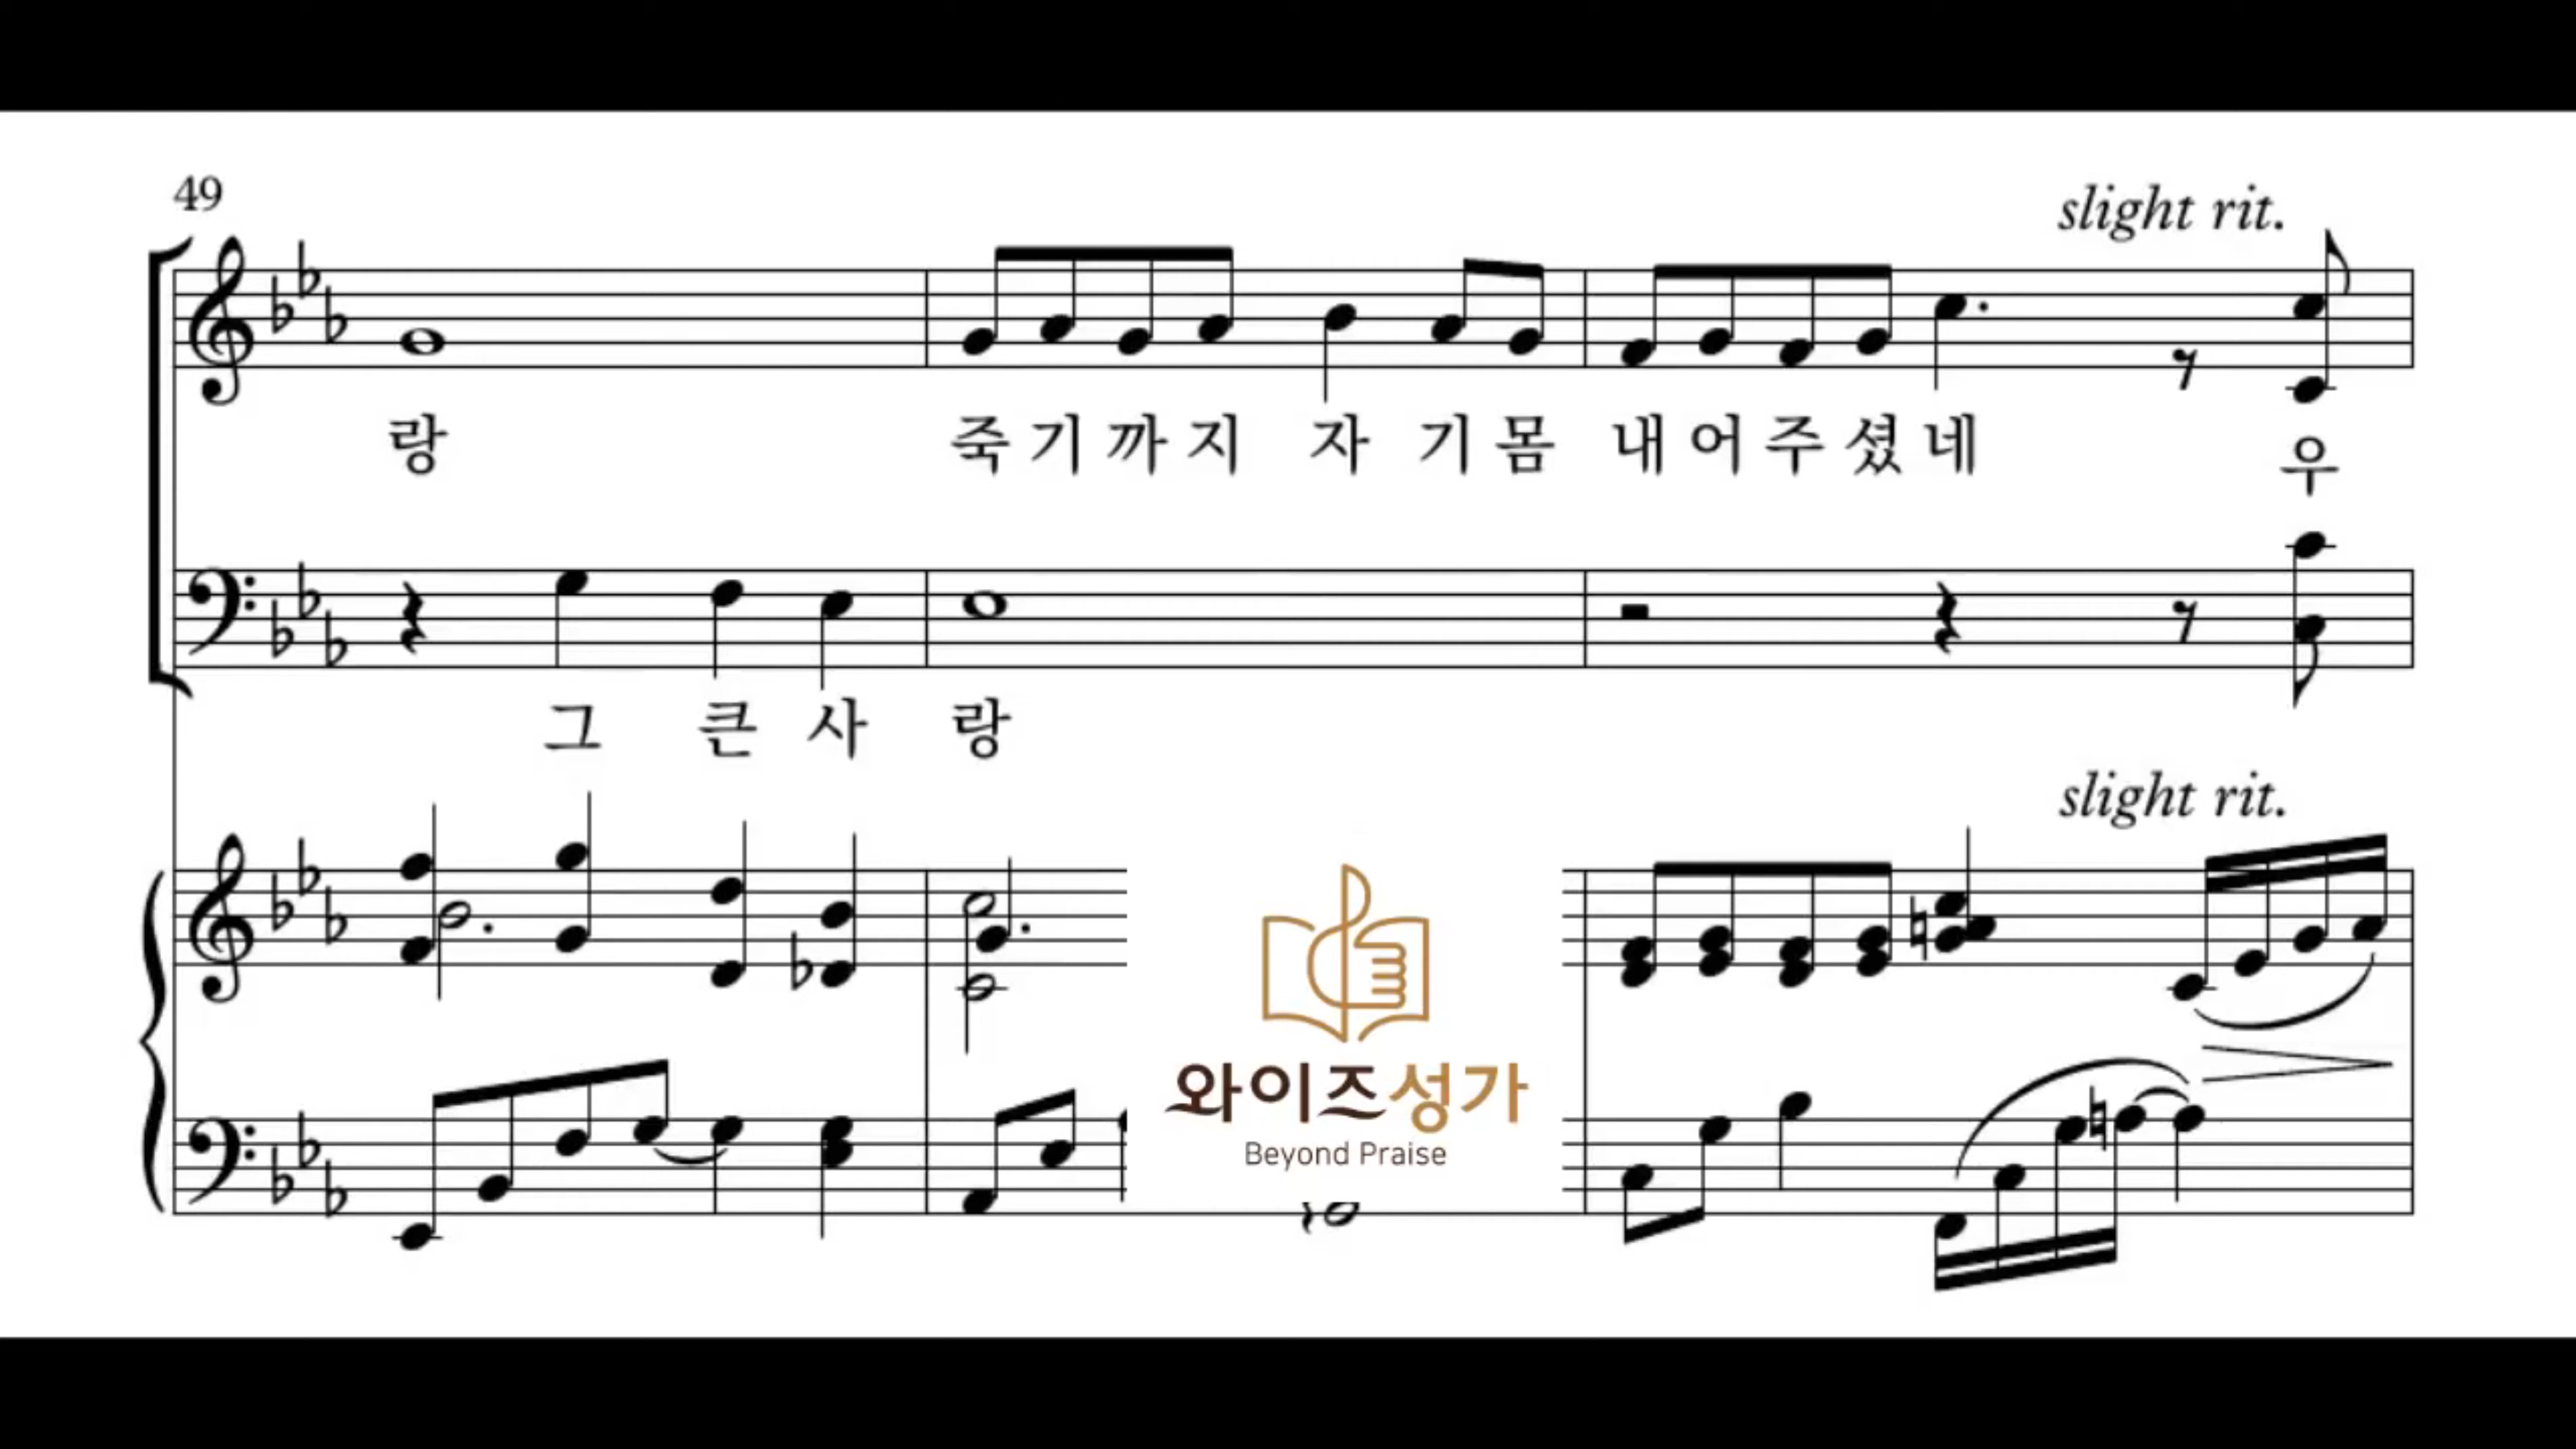 49
slight rit.
랑 죽기까지 자 기몸 내어주셨네 우
그 큰 사 랑
slight rit.
와이즈성가
Beyond Praise